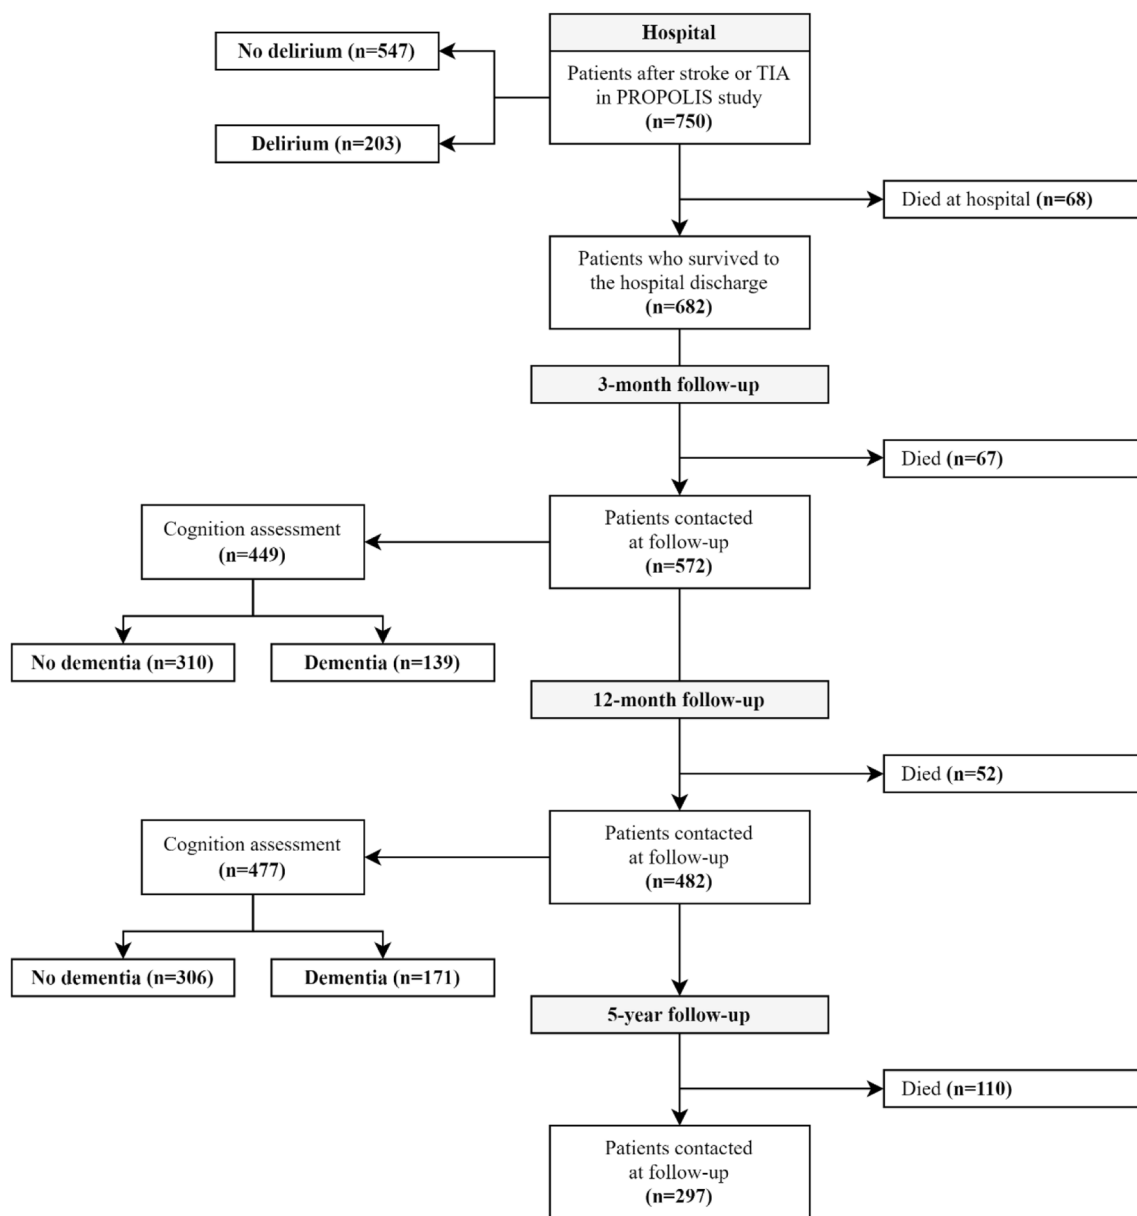 Hospital
Patients after stroke or TIA
in PROPOLIS study
(n=750)
No delirium (n=547)
Delirium (n=203)
Died at hospital (n=68)
Patients who survived to
the hospital discharge
(n=682)
3-month follow-up
Died (n=67)
Patients contacted
at follow-up
(n=572)
Cognition assessment
(n=449)
No dementia (n=310)
Dementia (n=139)
12-month follow-up
Died (n=52)
Patients contacted
at follow-up
(n=482)
Cognition assessment
(n=477)
No dementia (n=306)
Dementia (n=171)
5-year follow-up
Died (n=110)
Patients contacted
at follow-up
(n=297)